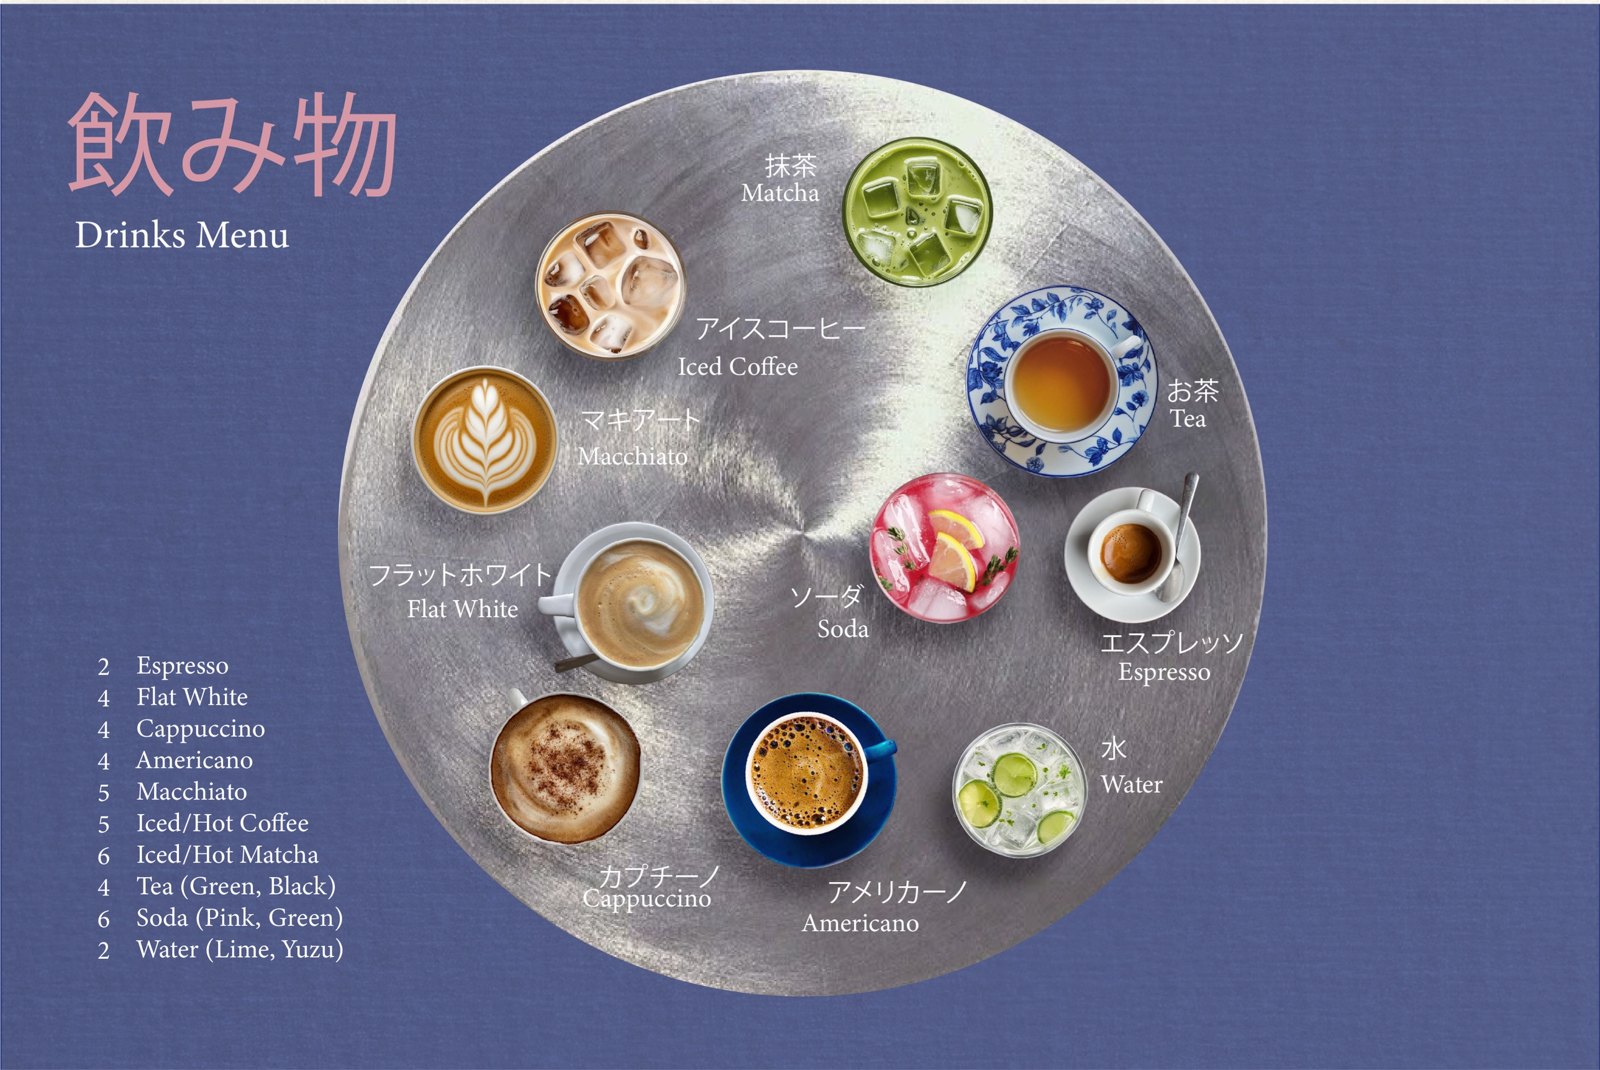 飲み物
Drinks Menu
抹茶
Matcha
アイスコーヒー
Iced Coffee
お茶
Tea
マキアート
Macchiato
フラットホワイト
Flat White
ソーダ
Soda
エスプレッソ
Espresso
水
Water
カプチーノ
Cappuccino
アメリカーノ
Americano
2 Espresso
4 Flat White
4 Cappuccino
4 Americano
5 Macchiato
5 Iced/Hot Coffee
6 Iced/Hot Matcha
4 Tea (Green, Black)
6 Soda (Pink, Green)
2 Water (Lime, Yuzu)